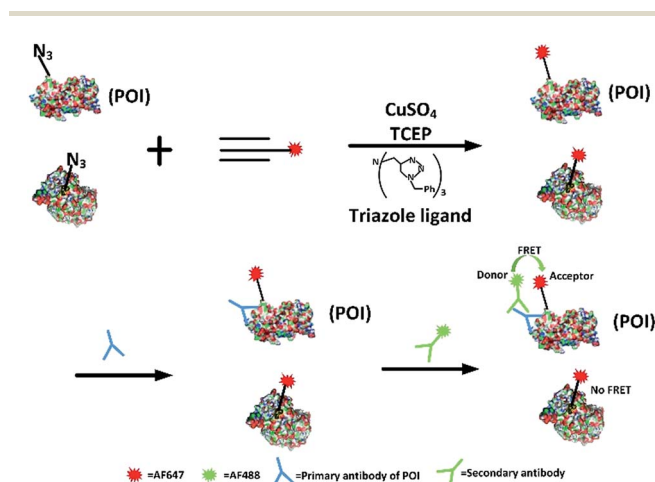 N3
(POI)
N3
+
CuSO4
TCEP
N
N
N
N
Ph
3
Triazole ligand
(POI)
(POI)
FRET
Donor
Acceptor
(POI)
No FRET
=AF647
=AF488
=Primary antibody of POI
=Secondary antibody